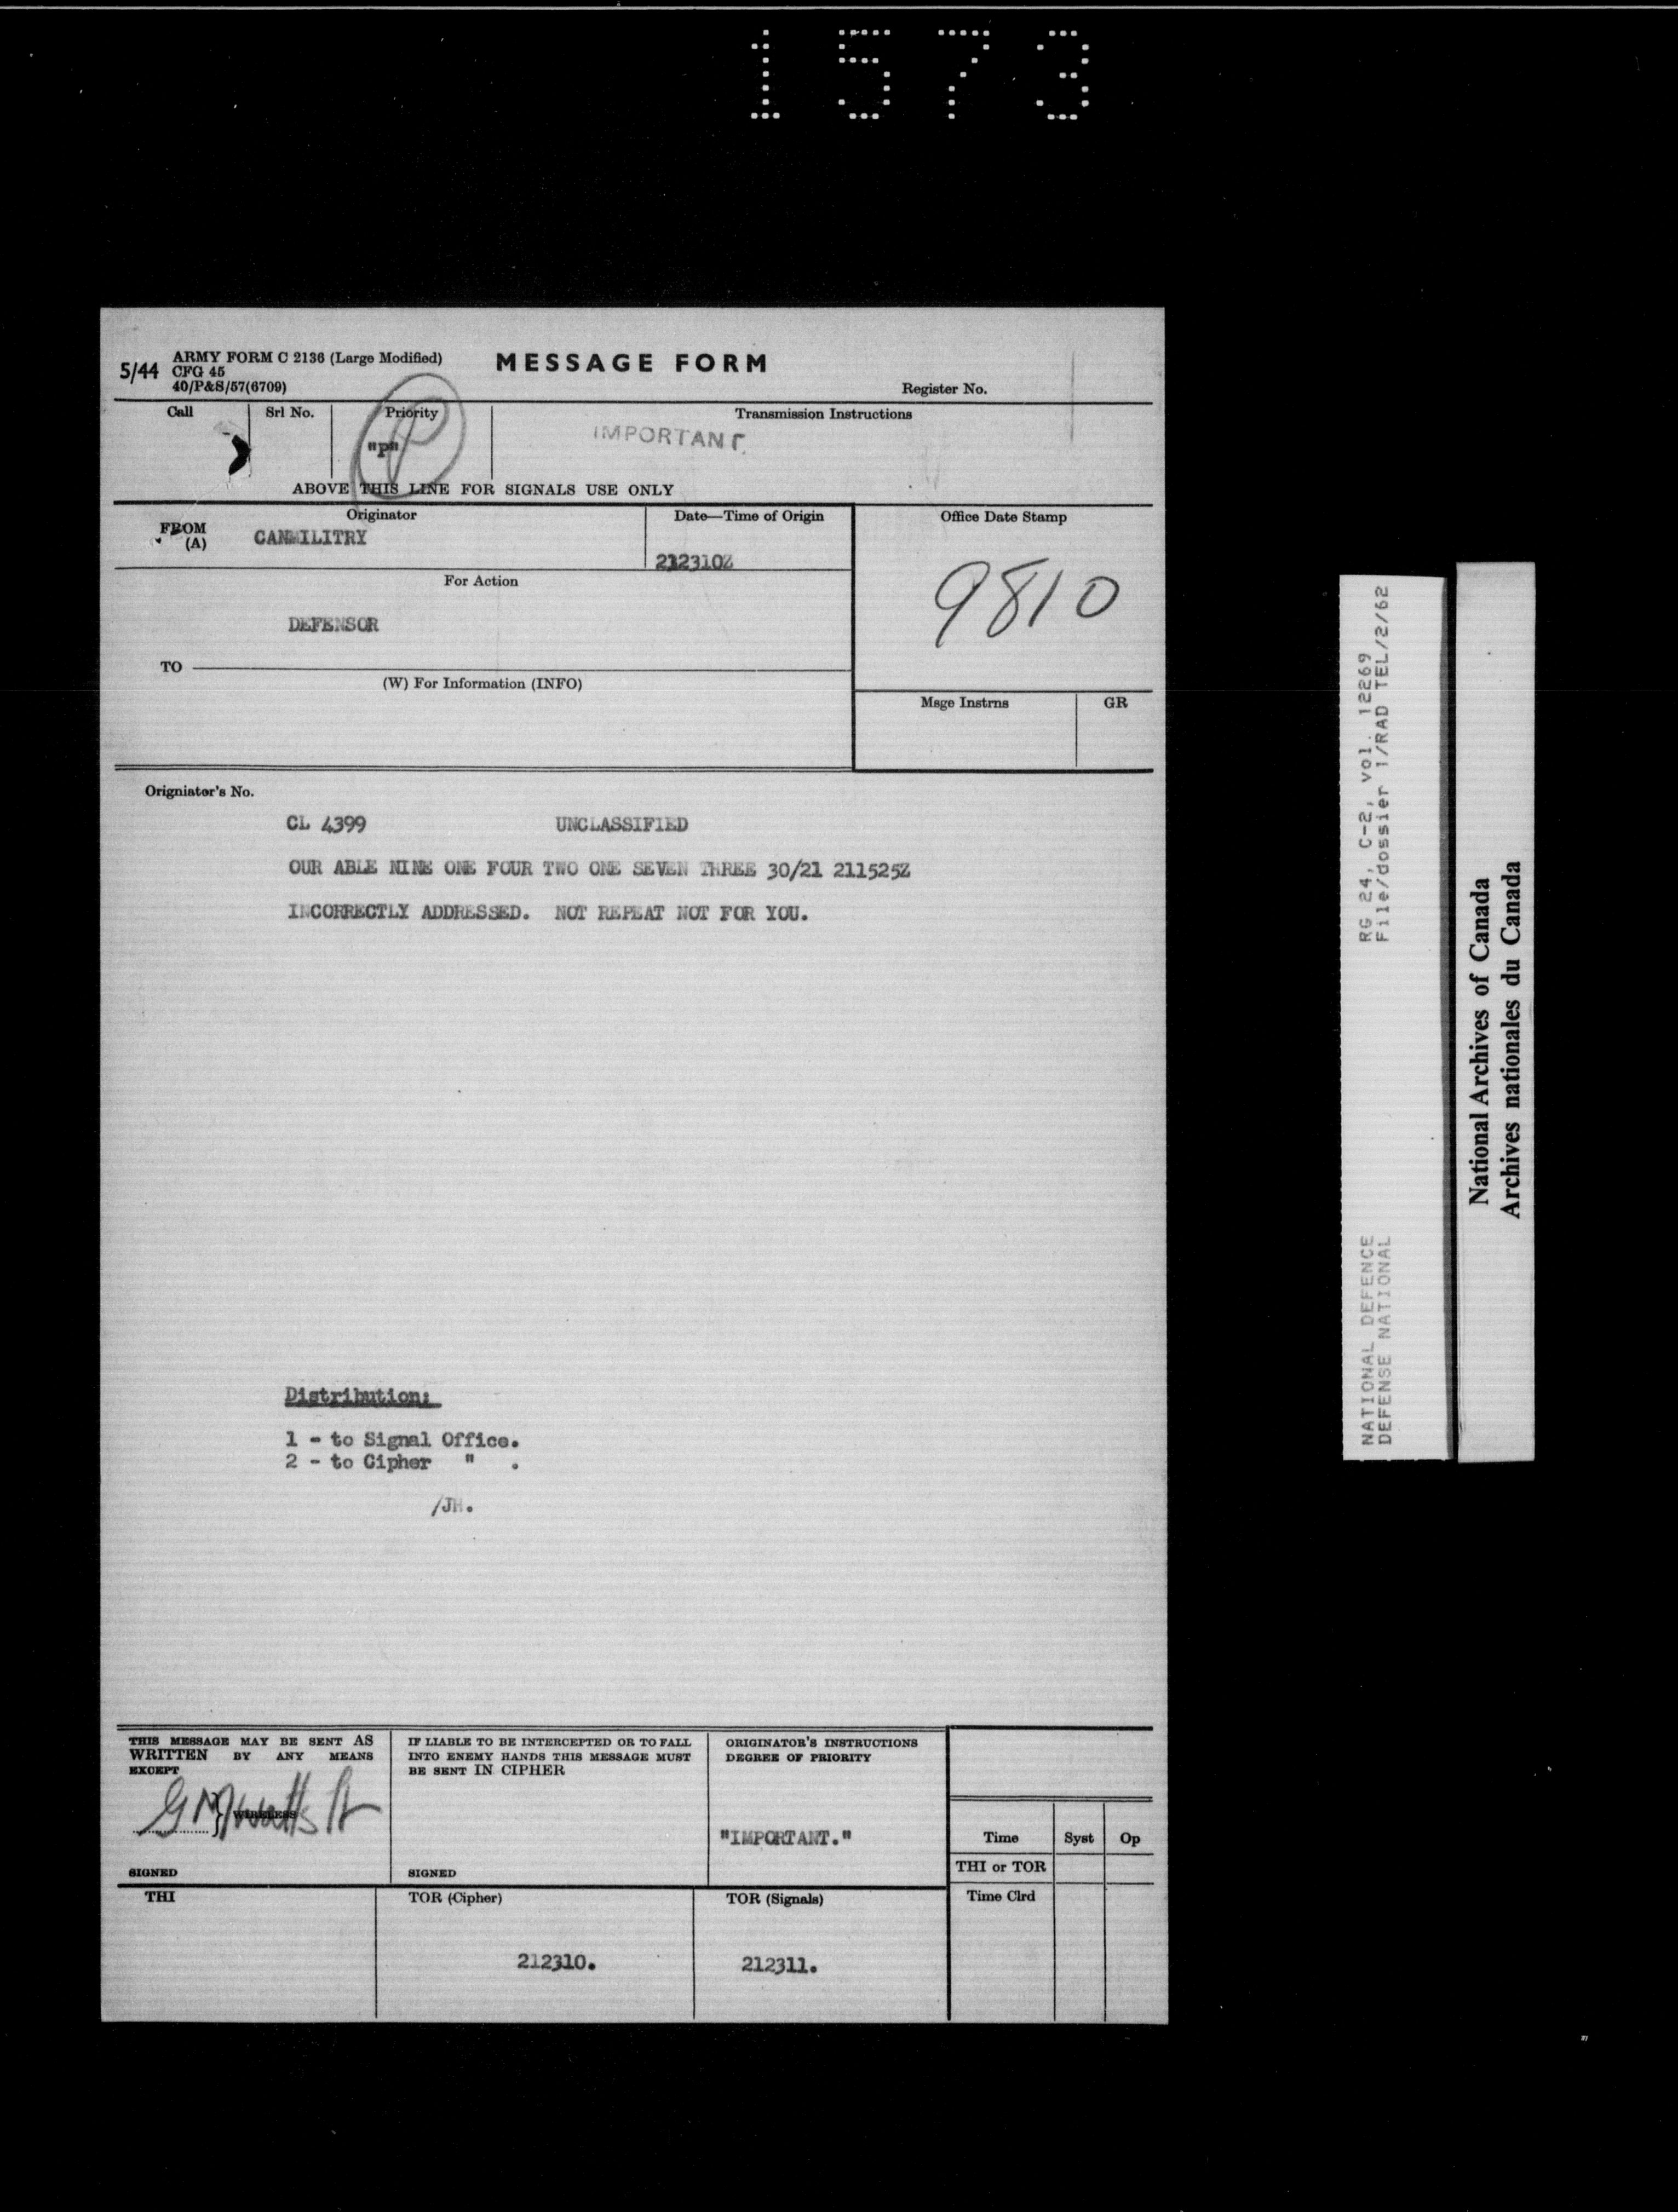 1573
5/44
ARMY FORM C 2136 (Large Modified)
CFG 45
40/P&S/57(6709)
MESSAGE FORM
Register No.
Call
Srl No.
Priority
Transmission Instructions
"P"
P
IMPORTANT
ABOVE THIS LINE FOR SIGNALS USE ONLY
FROM
(A)
Originator
CANMILITRY
Date—Time of Origin
212310Z
Office Date Stamp
9810
For Action
DEFENSOR
TO
(W) For Information (INFO)
Msge Instrns
GR
Origniator's No.
CL 4399 UNCLASSIFIED
OUR ABLE NINE ONE FOUR TWO ONE SEVEN THREE 30/21 211525Z
INCORRECTLY ADDRESSED. NOT REPEAT NOT FOR YOU.
Distribution:
1 - to Signal Office.
2 - to Cipher " .
/JH.
THIS MESSAGE MAY BE SENT AS
WRITTEN BY ANY MEANS
EXCEPT
WIRELESS
SIGNED
IF LIABLE TO BE INTERCEPTED OR TO FALL
INTO ENEMY HANDS THIS MESSAGE MUST
BE SENT IN CIPHER
SIGNED
ORIGINATOR'S INSTRUCTIONS
DEGREE OF PRIORITY
"IMPORTANT."
Time
Syst
Op
THI or TOR
Time Clrd
THI
TOR (Cipher)
212310.
TOR (Signals)
212311.
NATIONAL DEFENCE RG 24, C-2, vol. 12269
DEFENSE NATIONAL File/dossier 1/RAD TEL/2/62
National Archives of Canada
Archives nationales du Canada